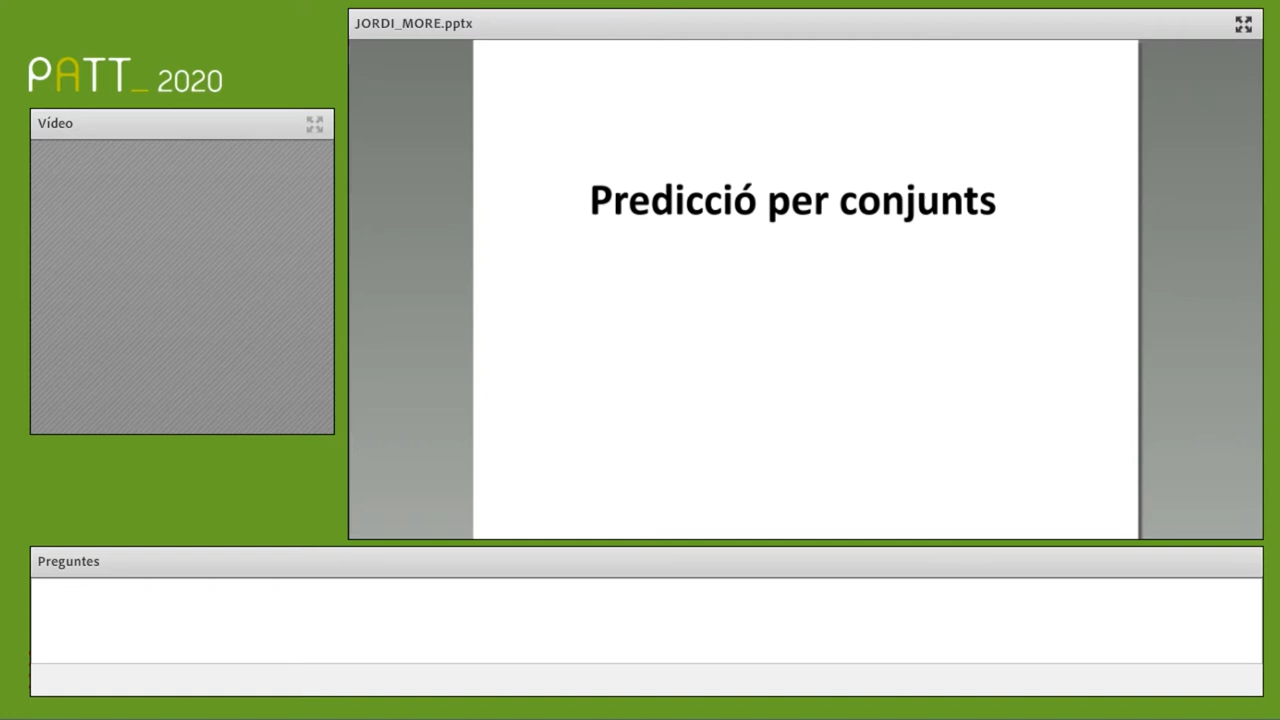 JORDI_MORE.pptx
PATT_ 2020
Vídeo
Predicció per conjunts
Preguntes